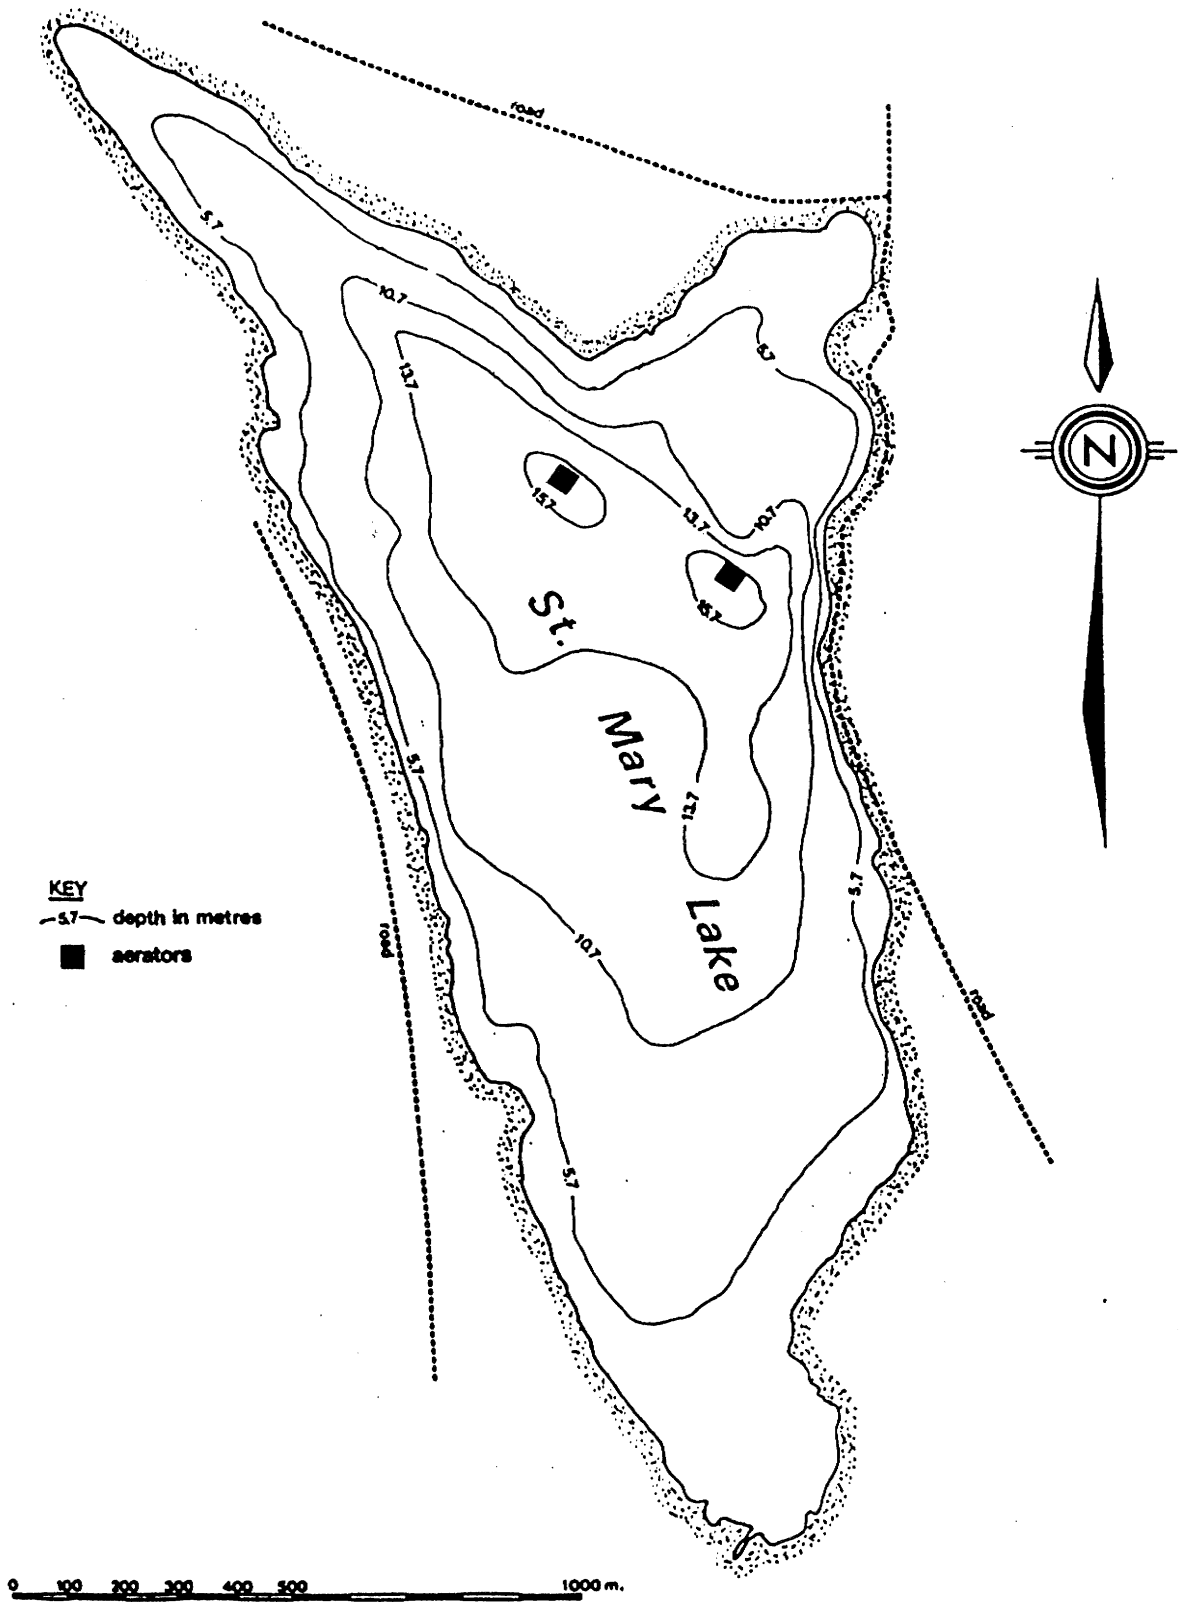 road
5.7
10.7
5.7
13.7
15.7
13.7
10.7
15.7
St.
Mary
5.7
13.7
KEY
5.7 depth in metres
aerators
5.7
Lake
10.7
road
road
5.7
N
0 100 200 300 400 500 1000 m.